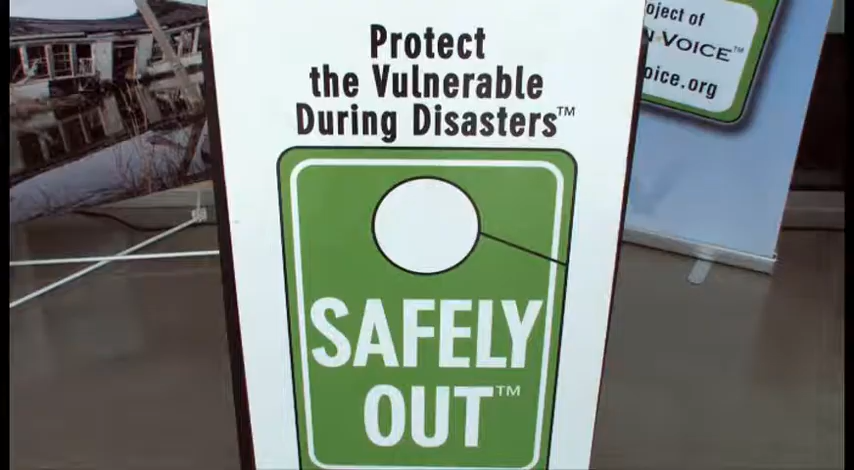 Protect
the Vulnerable
During Disasters™
SAFELY
OUT™
oject of
N VOICE™
oice.org